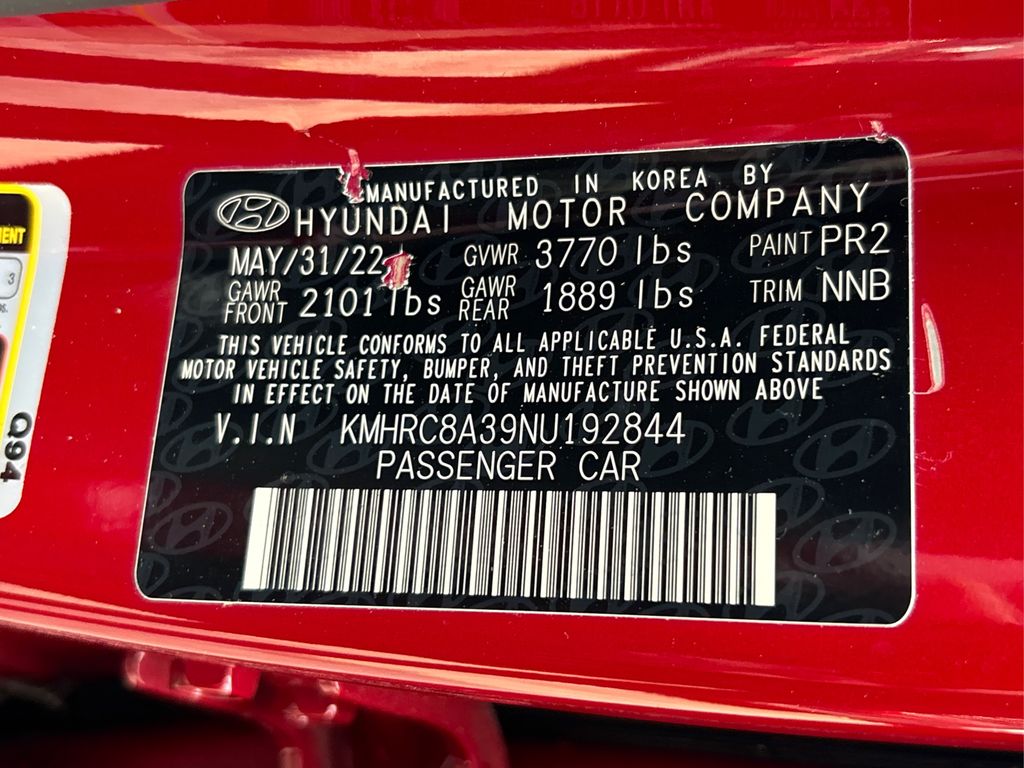 MANUFACTURED IN KOREA BY
HYUNDAI MOTOR COMPANY
MAY/31/22 GVWR 3770 lbs PAINT PR2
GAWR FRONT 2101 lbs GAWR REAR 1889 lbs TRIM NNB
THIS VEHICLE CONFORMS TO ALL APPLICABLE U.S.A. FEDERAL
MOTOR VEHICLE SAFETY, BUMPER, AND THEFT PREVENTION STANDARDS
IN EFFECT ON THE DATE OF MANUFACTURE SHOWN ABOVE
V.I.N KMHRC8A39NU192844
PASSENGER CAR
3
Q94